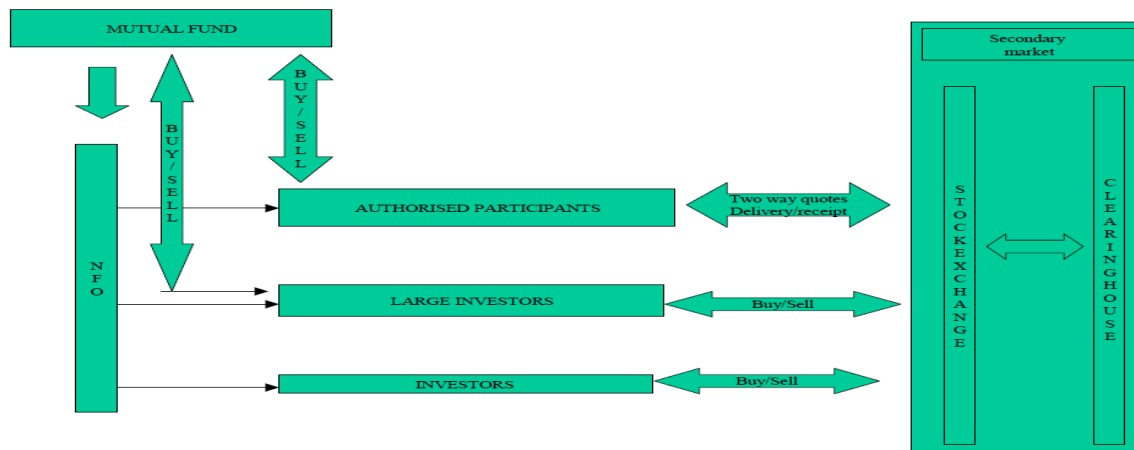 MUTUAL FUND
Secondary
market
BUY/SELL
BUY/SELL
NFO
AUTHORISED PARTICIPANTS
Two way quotes
Delivery/receipt
LARGE INVESTORS
Buy/Sell
INVESTORS
Buy/Sell
STOCKEXCHANGE
CLEARINGHOUSE